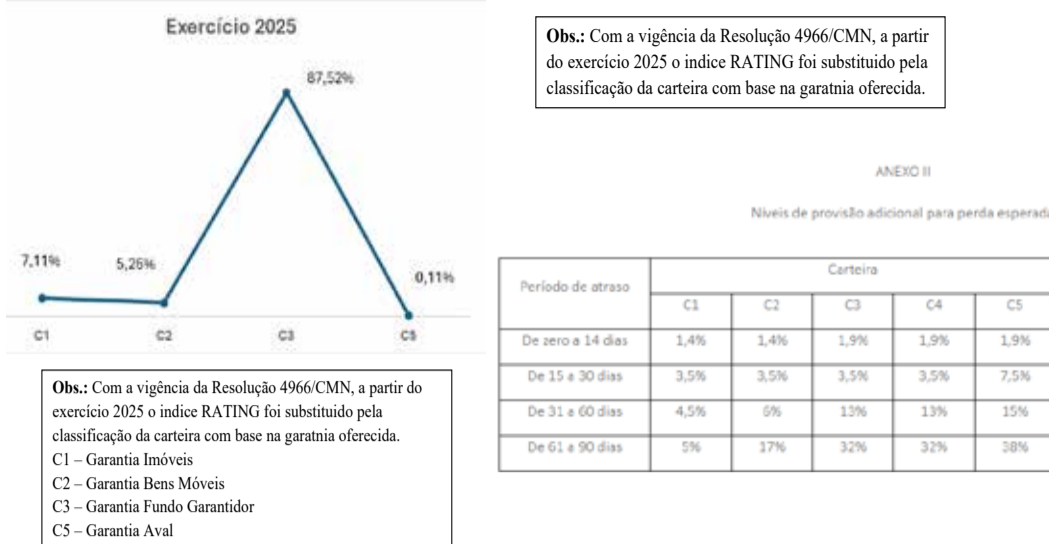 Exercício 2025
87,52%
7,11%
5,26%
0,11%
C1
C2
C3
C5
Obs.: Com a vigência da Resolução 4966/CMN, a partir do
exercício 2025 o indice RATING foi substituido pela
classificação da carteira com base na garatnia oferecida.
C1 – Garantia Imóveis
C2 – Garantia Bens Móveis
C3 – Garantia Fundo Garantidor
C5 – Garantia Aval
Obs.: Com a vigência da Resolução 4966/CMN, a partir
do exercício 2025 o indice RATING foi substituido pela
classificação da carteira com base na garatnia oferecida.
ANEXO II
Níveis de provisão adicional para perda esperada
Período de atraso
Carteira
C1 C2 C3 C4 C5
De zero a 14 dias 1,4% 1,4% 1,9% 1,9% 1,9%
De 15 a 30 dias 3,5% 3,5% 3,5% 3,5% 7,5%
De 31 a 60 dias 4,5% 6% 13% 13% 15%
De 61 a 90 dias 5% 17% 32% 32% 38%